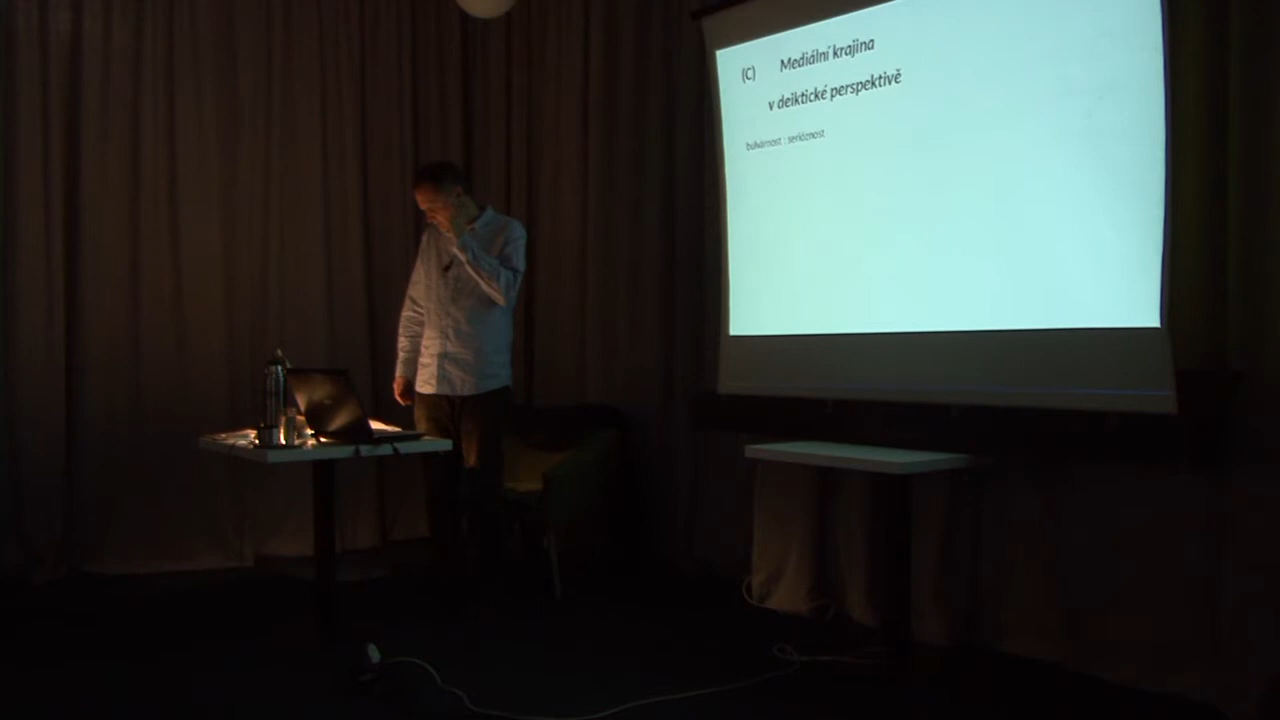 (C) Mediální krajina
v deiktické perspektivě
bulvárnost : serióznost